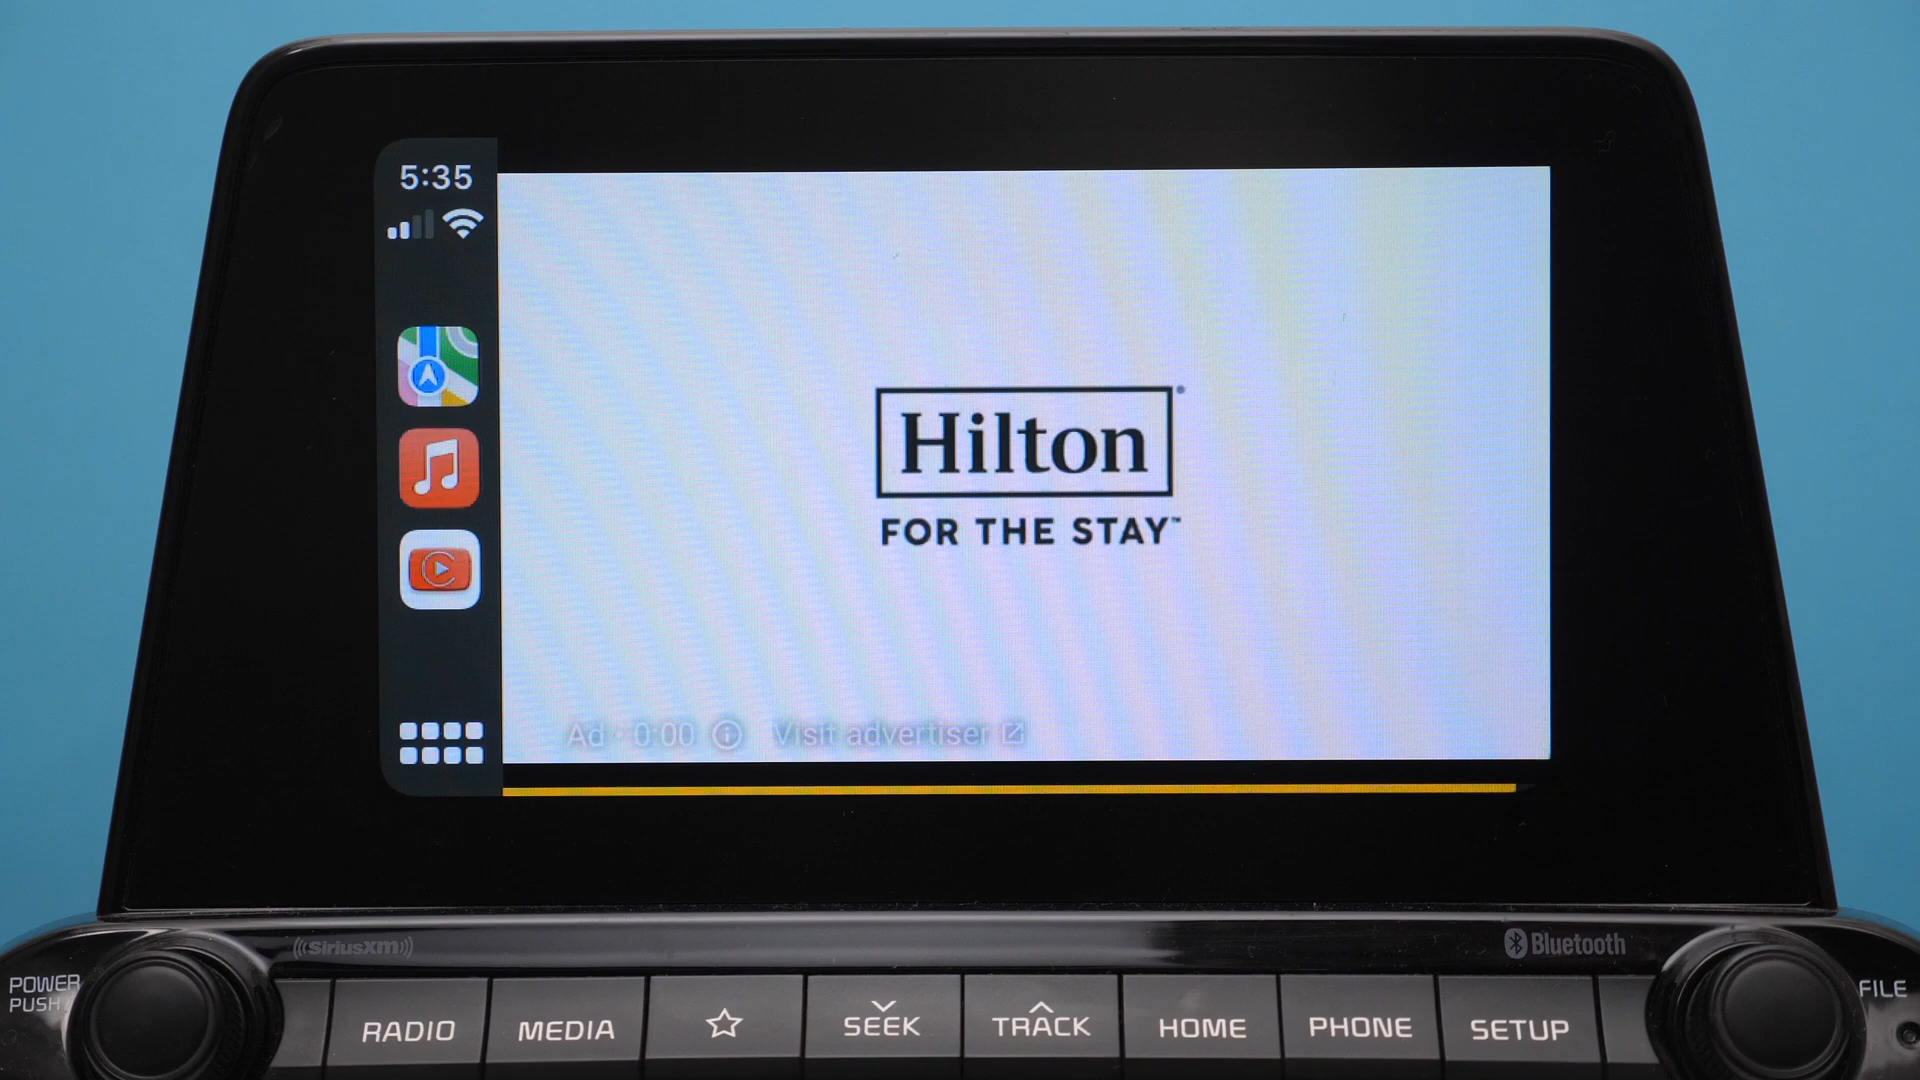 5:35
Hilton
FOR THE STAY™
Ad · 0:00 Visit advertiser
((SiriusXM))
Bluetooth
POWER
PUSH
FILE
RADIO
MEDIA
SEEK
TRACK
HOME
PHONE
SETUP